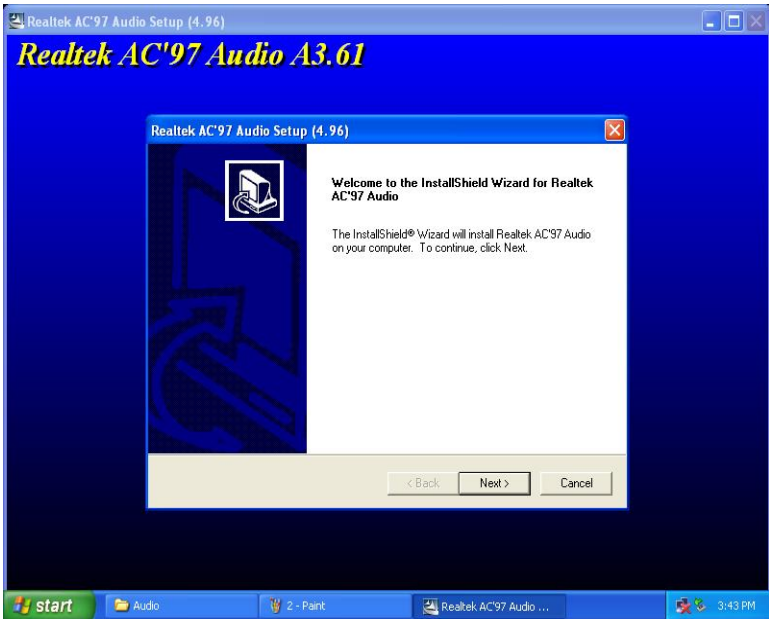 Realtek AC'97 Audio Setup (4.96)
Realtek AC'97 Audio A3.61
Realtek AC'97 Audio Setup (4.96)
Welcome to the InstallShield Wizard for Realtek
AC'97 Audio
The InstallShield® Wizard will install Realtek AC'97 Audio
on your computer. To continue, click Next.
< Back
Next >
Cancel
start
Audio
2 - Paint
Realtek AC'97 Audio ...
3:43 PM